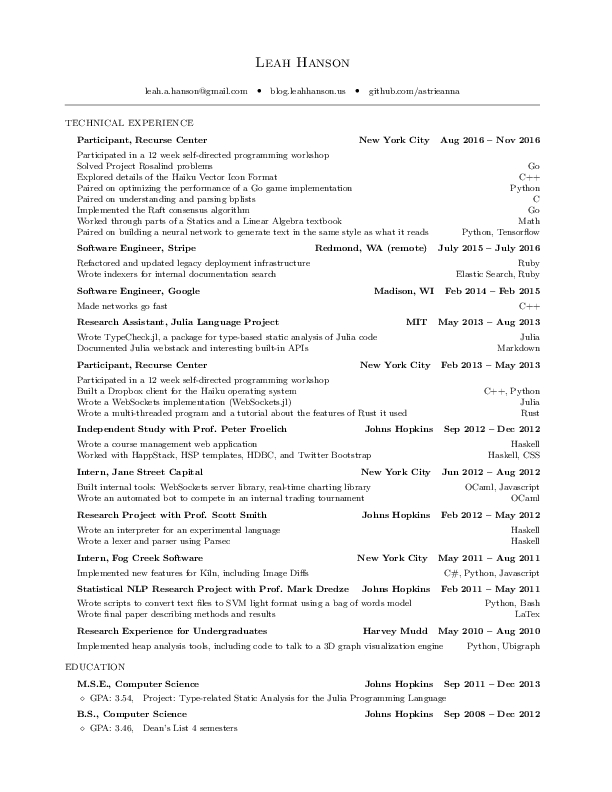 Leah Hanson
leah.a.hanson@gmail.com • blog.leahhanson.us • github.com/astrieanna
TECHNICAL EXPERIENCE
Participant, Recurse Center New York City Aug 2016 – Nov 2016
Participated in a 12 week self-directed programming workshop
Solved Project Rosalind problems Go
Explored details of the Haiku Vector Icon Format C++
Paired on optimizing the performance of a Go game implementation Python
Paired on understanding and parsing bplists C
Implemented the Raft consensus algorithm Go
Worked through parts of a Statics and a Linear Algebra textbook Math
Paired on building a neural network to generate text in the same style as what it reads Python, Tensorflow
Software Engineer, Stripe Redmond, WA (remote) July 2015 – July 2016
Refactored and updated legacy deployment infrastructure Ruby
Wrote indexers for internal documentation search Elastic Search, Ruby
Software Engineer, Google Madison, WI Feb 2014 – Feb 2015
Made networks go fast C++
Research Assistant, Julia Language Project MIT May 2013 – Aug 2013
Wrote TypeCheck.jl, a package for type-based static analysis of Julia code Julia
Documented Julia webstack and interesting built-in APIs Markdown
Participant, Recurse Center New York City Feb 2013 – May 2013
Participated in a 12 week self-directed programming workshop
Built a Dropbox client for the Haiku operating system C++, Python
Wrote a WebSockets implementation (WebSockets.jl) Julia
Wrote a multi-threaded program and a tutorial about the features of Rust it used Rust
Independent Study with Prof. Peter Froelich Johns Hopkins Sep 2012 – Dec 2012
Wrote a course management web application Haskell
Worked with HappStack, HSP templates, HDBC, and Twitter Bootstrap Haskell, CSS
Intern, Jane Street Capital New York City Jun 2012 – Aug 2012
Built internal tools: WebSockets server library, real-time charting library OCaml, Javascript
Wrote an automated bot to compete in an internal trading tournament OCaml
Research Project with Prof. Scott Smith Johns Hopkins Feb 2012 – May 2012
Wrote an interpreter for an experimental language Haskell
Wrote a lexer and parser using Parsec Haskell
Intern, Fog Creek Software New York City May 2011 – Aug 2011
Implemented new features for Kiln, including Image Diffs C#, Python, Javascript
Statistical NLP Research Project with Prof. Mark Dredze Johns Hopkins Feb 2011 – May 2011
Wrote scripts to convert text files to SVM light format using a bag of words model Python, Bash
Wrote final paper describing methods and results LaTex
Research Experience for Undergraduates Harvey Mudd May 2010 – Aug 2010
Implemented heap analysis tools, including code to talk to a 3D graph visualization engine Python, Ubigraph
EDUCATION
M.S.E., Computer Science Johns Hopkins Sep 2011 – Dec 2013
⋄ GPA: 3.54, Project: Type-related Static Analysis for the Julia Programming Language
B.S., Computer Science Johns Hopkins Sep 2008 – Dec 2012
⋄ GPA: 3.46, Dean's List 4 semesters